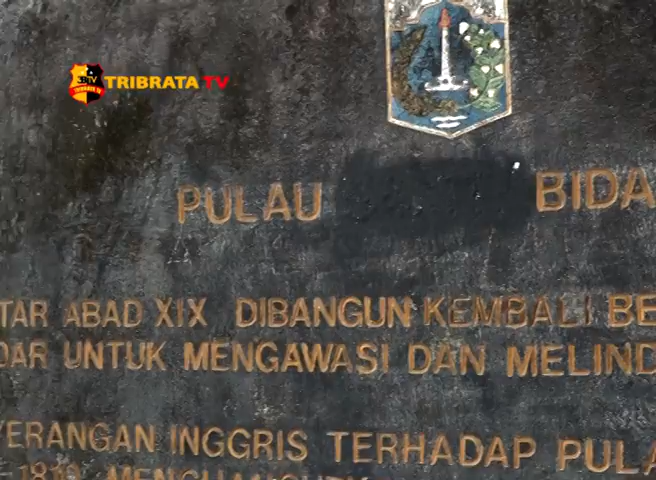 TRIBRATA TV
PULAU BIDA
TAR ABAD XIX DIBANGUN KEMBALI BE
DAR UNTUK MENGAWASI DAN MELIND
YERANGAN INGGRIS TERHADAP PULA